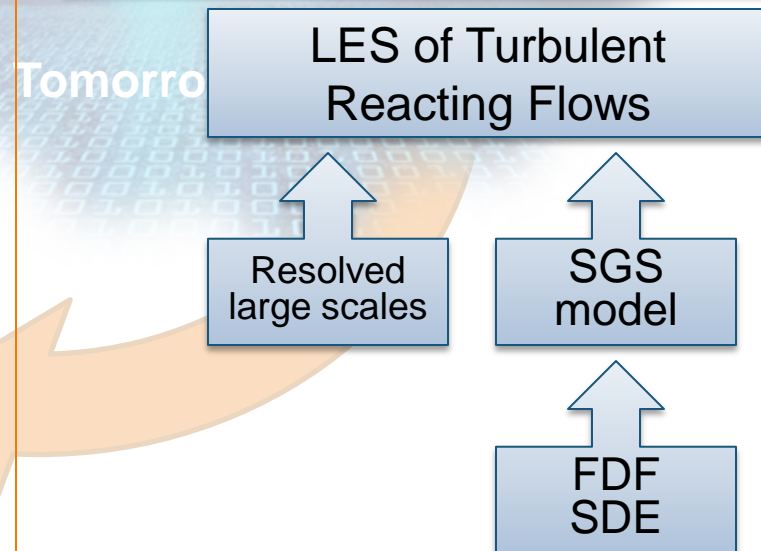 LES of Turbulent
Reacting Flows
Tomorro
Resolved
large scales
SGS
model
FDF
SDE